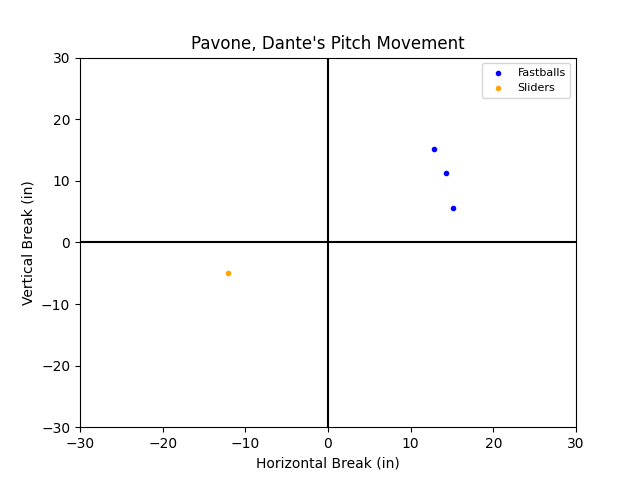 Pavone, Dante's Pitch Movement
Fastballs
Sliders
30
20
10
0
−10
−20
−30
Vertical Break (in)
−30
−20
−10
0
10
20
30
Horizontal Break (in)